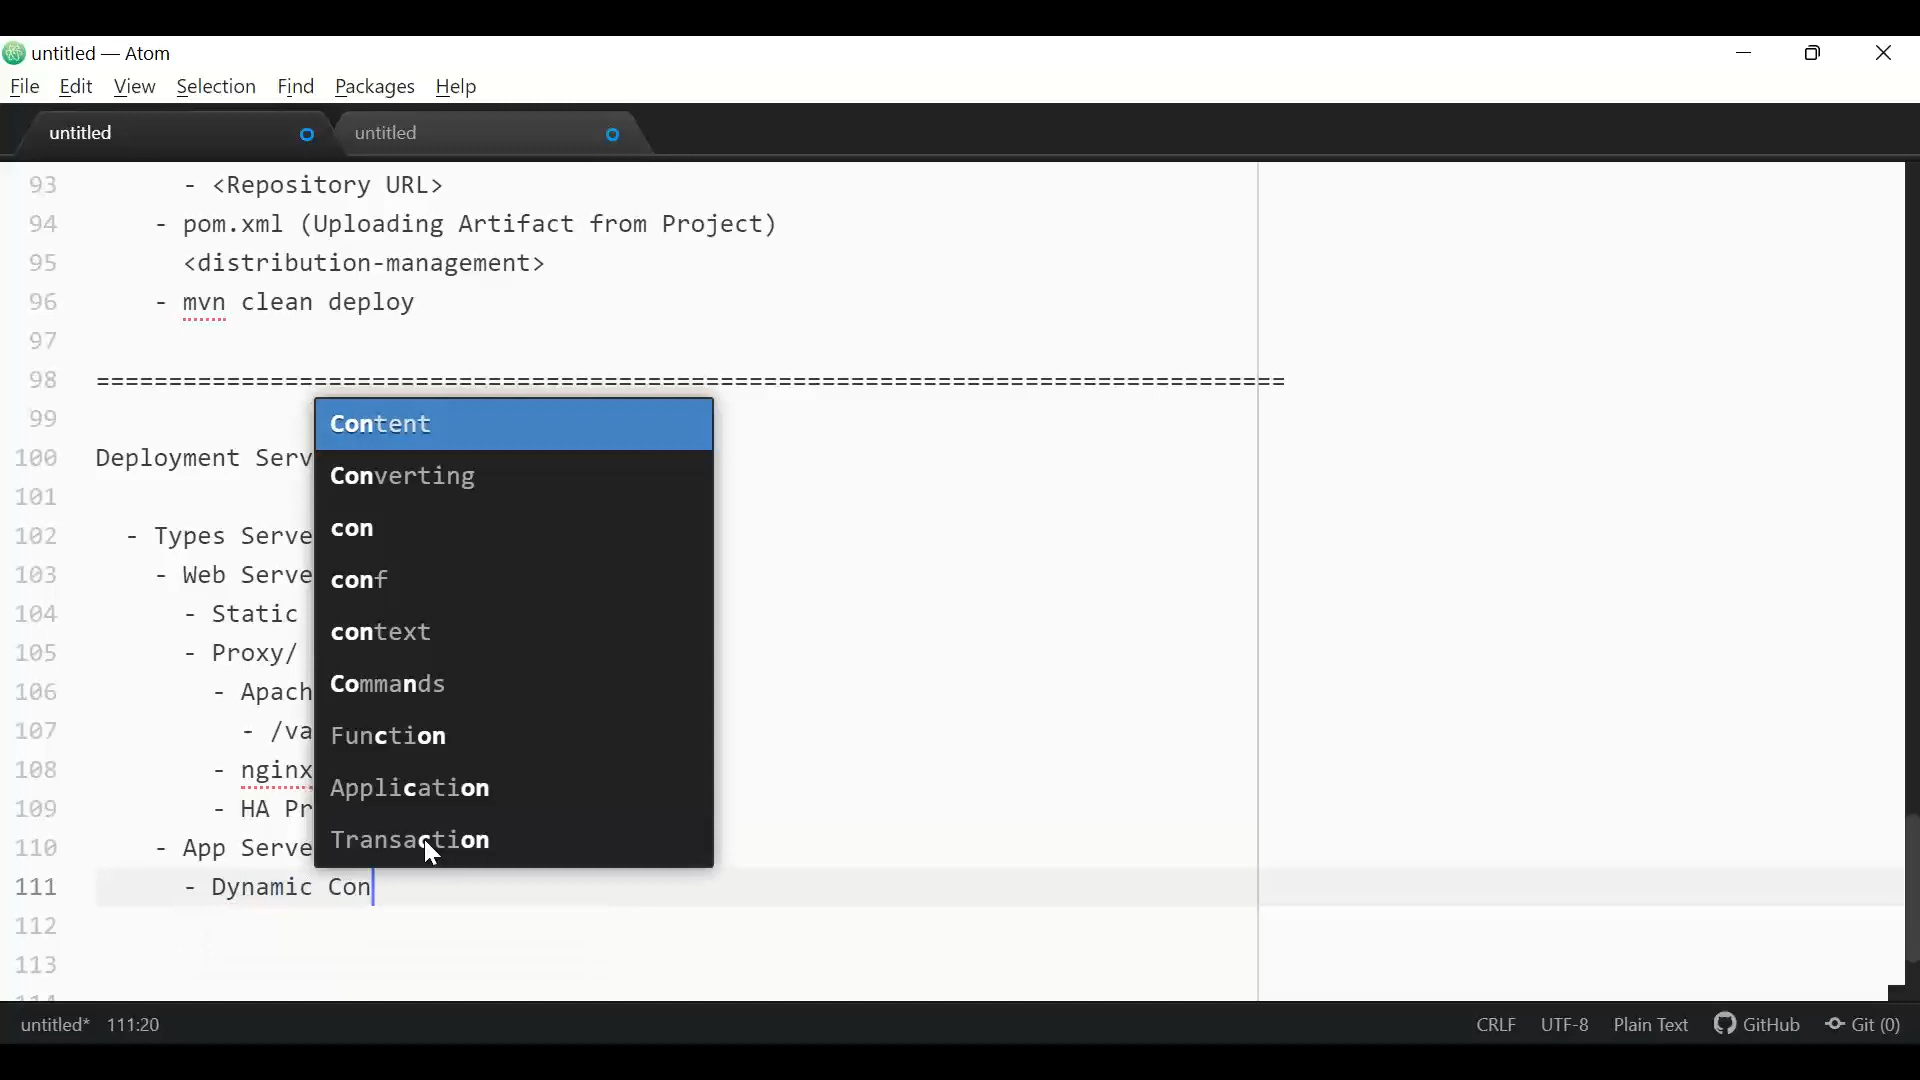 untitled — Atom
File Edit View Selection Find Packages Help
untitled untitled
93 - <Repository URL>
94 - pom.xml (Uploading Artifact from Project)
95 <distribution-management>
96 - mvn clean deploy
97
98 ==================================================================================
99
100 Deployment Serv
101
102 - Types Serve
103 - Web Serve
104 - Static
105 - Proxy/
106 - Apach
107 - /va
108 - nginx
109 - HA Pr
110 - App Serve
111 - Dynamic Con
112
113
Content
Converting
con
conf
context
Commands
Function
Application
Transaction
untitled* 111:20 CRLF UTF-8 Plain Text GitHub Git (0)